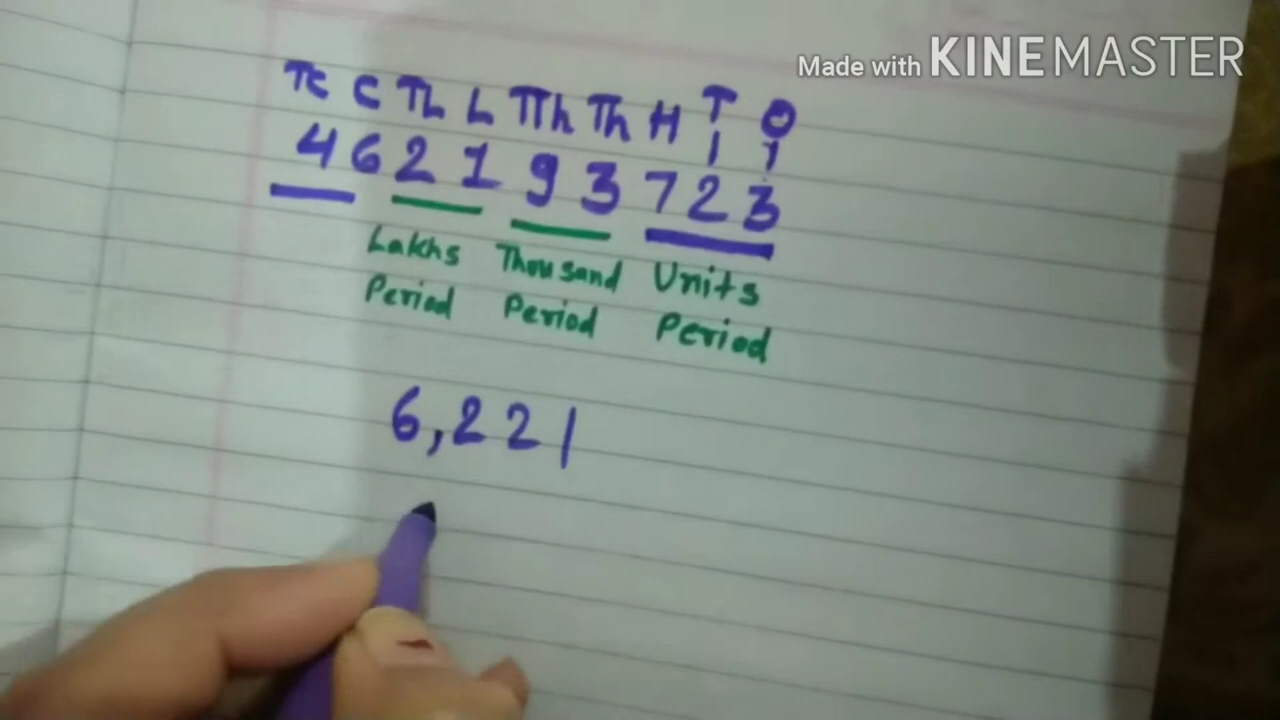 Made with KINEMASTER
TC C TL L TTh Th H T O
4 6 2 1 9 3 7 2 3
Lakhs Thousand Units
Period Period Period
6,221